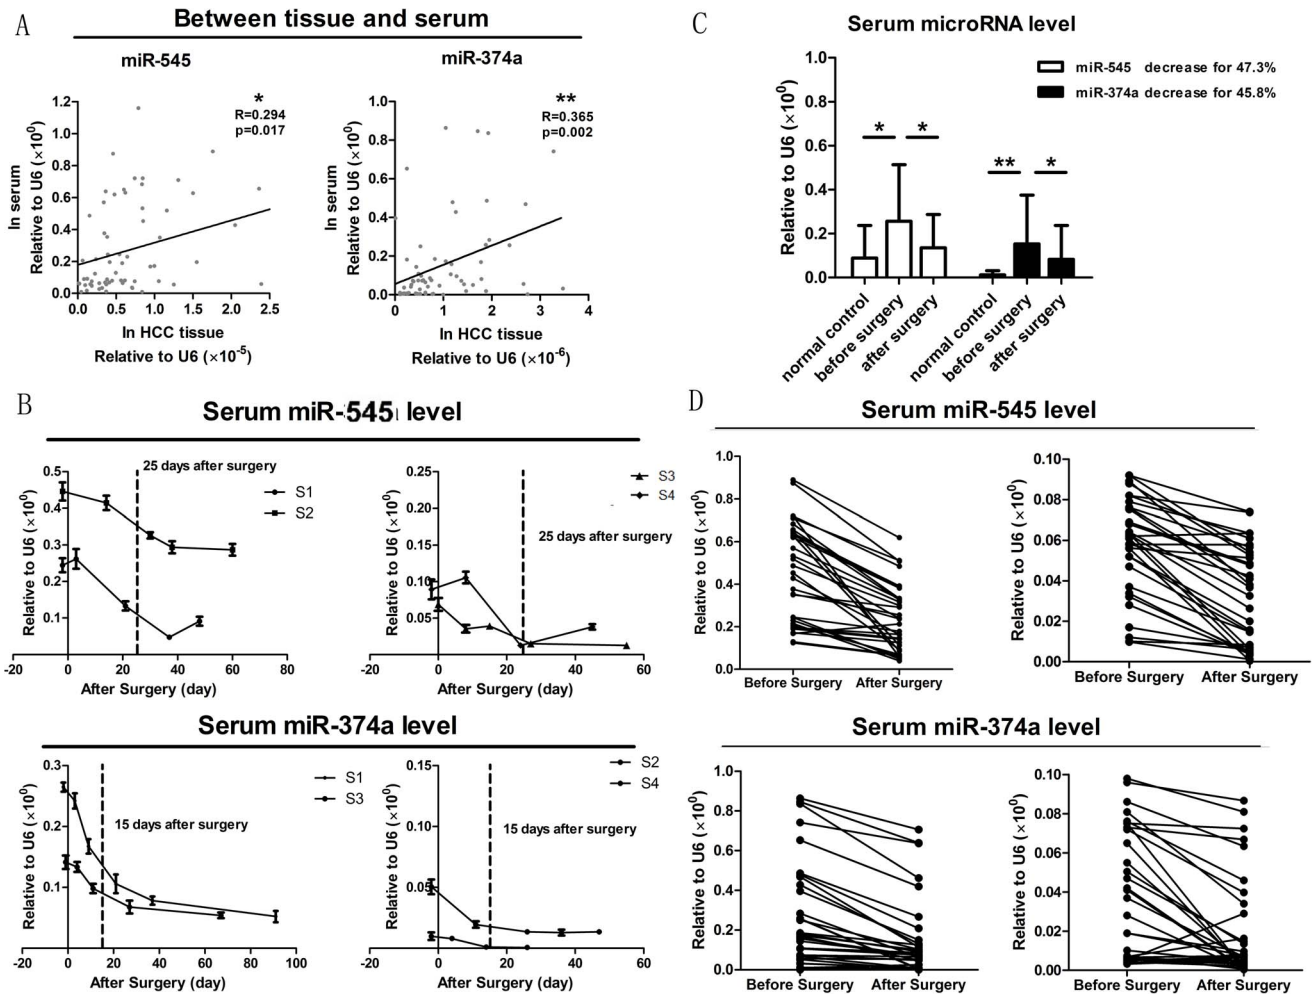 A
Between tissue and serum
miR-545
*
R=0.294
p=0.017
In serum
Relative to U6 (×10⁰)
1.2
1.0
0.8
0.6
0.4
0.2
0.0
0.0 0.5 1.0 1.5 2.0 2.5
In HCC tissue
Relative to U6 (×10⁻⁵)
miR-374a
**
R=0.365
p=0.002
In serum
Relative to U6 (×10⁰)
1.0
0.8
0.6
0.4
0.2
0.0
0 1 2 3 4
In HCC tissue
Relative to U6 (×10⁻⁶)
C
Serum microRNA level
miR-545 decrease for 47.3%
miR-374a decrease for 45.8%
Relative to U6 (×10⁰)
1.0
0.8
0.6
0.4
0.2
0.0
* * ** *
normal control
before surgery
after surgery
normal control
before surgery
after surgery
B
Serum miR-545 level
25 days after surgery
S1
S2
Relative to U6 (×10⁰)
0.5
0.4
0.3
0.2
0.1
-20 0 20 40 60 80
After Surgery (day)
S3
S4
25 days after surgery
Relative to U6 (×10⁰)
0.25
0.20
0.15
0.10
0.05
-20 0 20 40 60
After Surgery (day)
Serum miR-374a level
S1
S3
15 days after surgery
Relative to U6 (×10⁰)
0.3
0.2
0.1
-20 0 20 40 60 80 100
After Surgery (day)
S2
S4
15 days after surgery
Relative to U6 (×10⁰)
0.15
0.10
0.05
-20 0 20 40 60
After Surgery (day)
D
Serum miR-545 level
Relative to U6 (×10⁰)
1.0
0.8
0.6
0.4
0.2
0.0
Before Surgery After Surgery
Relative to U6 (×10⁰)
0.10
0.08
0.06
0.04
0.02
0.00
Before Surgery After Surgery
Serum miR-374a level
Relative to U6 (×10⁰)
1.0
0.8
0.6
0.4
0.2
0.0
Before Surgery After Surgery
Relative to U6 (×10⁰)
0.10
0.08
0.06
0.04
0.02
0.00
Before Surgery After Surgery